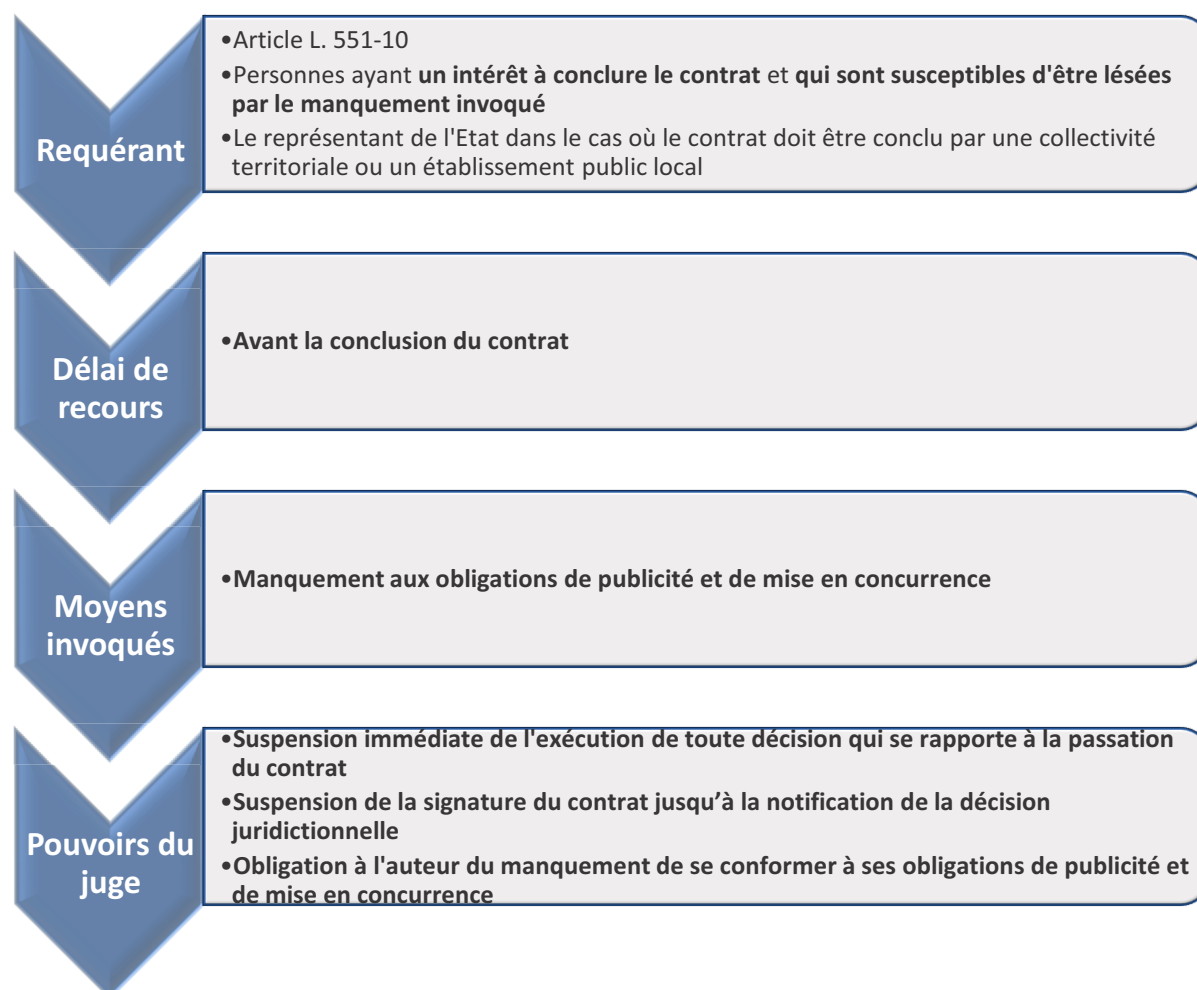 Requérant
•Article L. 551-10
•Personnes ayant un intérêt à conclure le contrat et qui sont susceptibles d'être lésées
par le manquement invoqué
•Le représentant de l'Etat dans le cas où le contrat doit être conclu par une collectivité
territoriale ou un établissement public local
Délai de
recours
•Avant la conclusion du contrat
Moyens
invoqués
•Manquement aux obligations de publicité et de mise en concurrence
Pouvoirs du
juge
•Suspension immédiate de l'exécution de toute décision qui se rapporte à la passation
du contrat
•Suspension de la signature du contrat jusqu’à la notification de la décision
juridictionnelle
•Obligation à l'auteur du manquement de se conformer à ses obligations de publicité et
de mise en concurrence